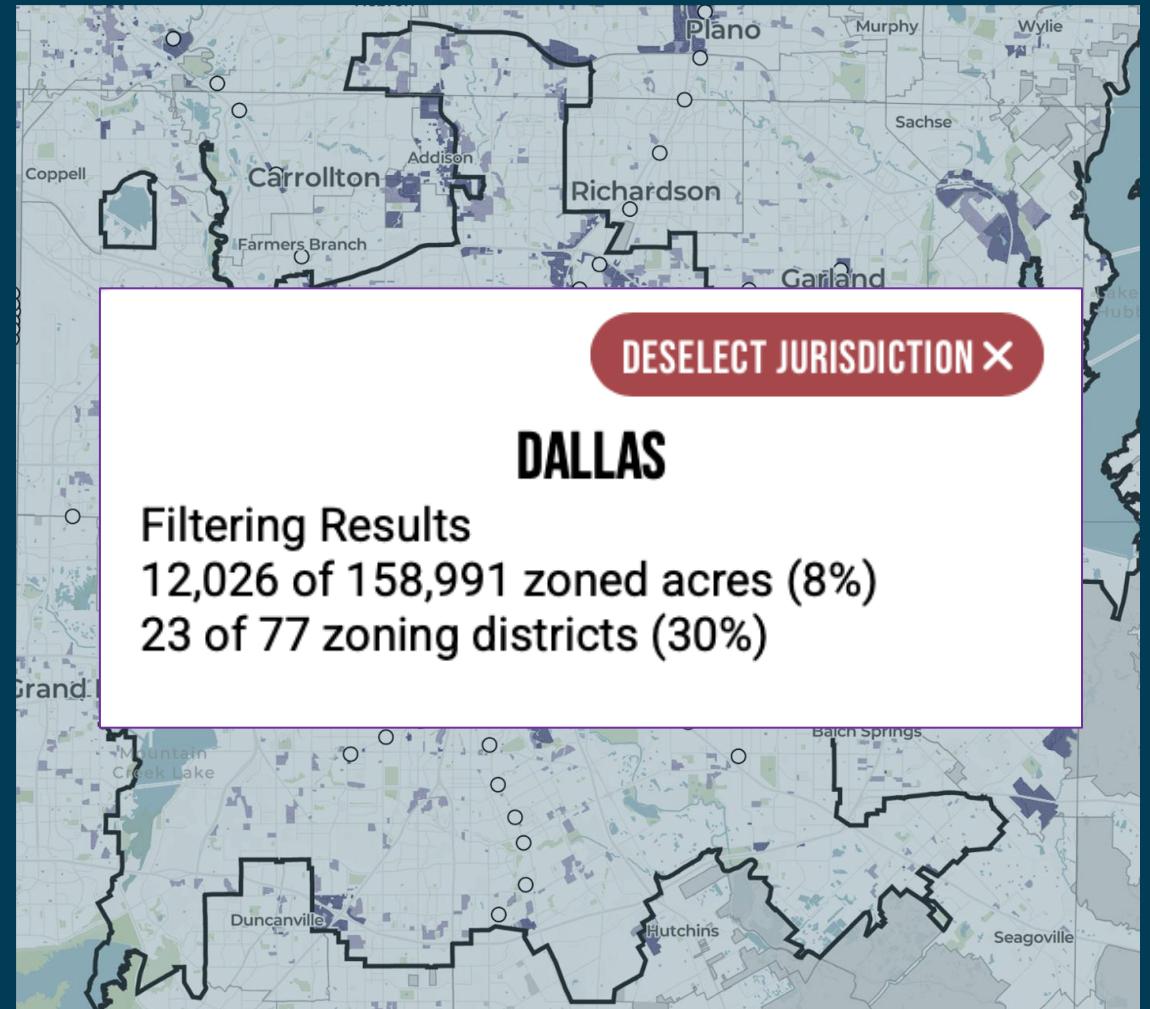 Plano
Murphy
Wylie
Sachse
Coppell
Carrollton
Addison
Richardson
Farmers Branch
Garland
DESELECT JURISDICTION ✕
DALLAS
Filtering Results
12,026 of 158,991 zoned acres (8%)
23 of 77 zoning districts (30%)
Grand
Balch Springs
Mountain
Creek Lake
Duncanville
Hutchins
Seagoville